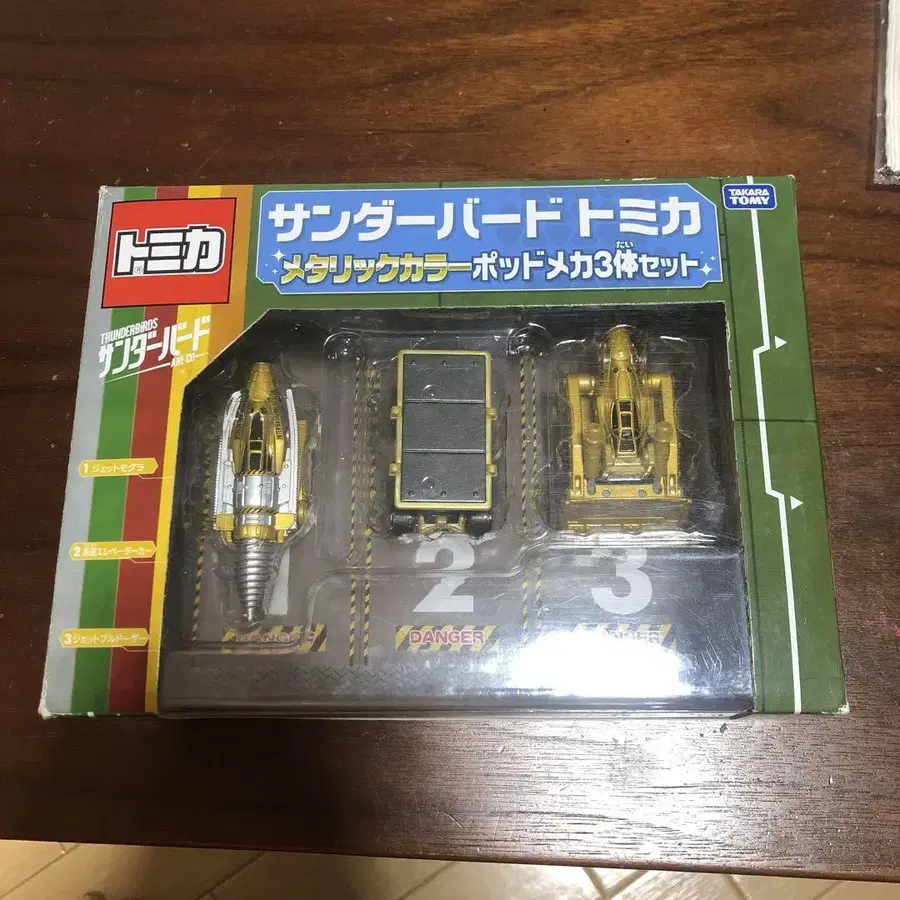 トミカ
®
サンダーバード トミカ
メタリックカラーポッドメカ3体セット
たい
TAKARA
TOMY
THUNDERBIRDS
サンダーバード
ARE GO
1 ジェットモグラ
2 高速エレベーターカー
3 ジェットブルドーザー
2
3
DANGER
DANGER
DANGER